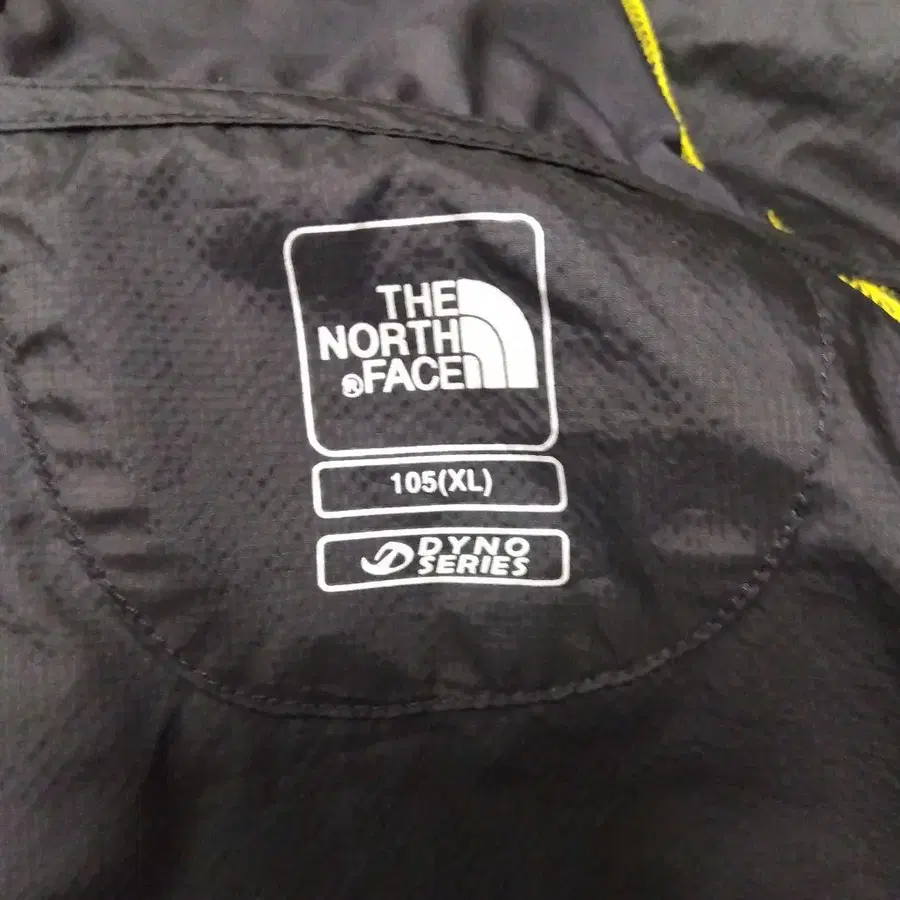 THE
NORTH
®FACE
105(XL)
DYNO
SERIES